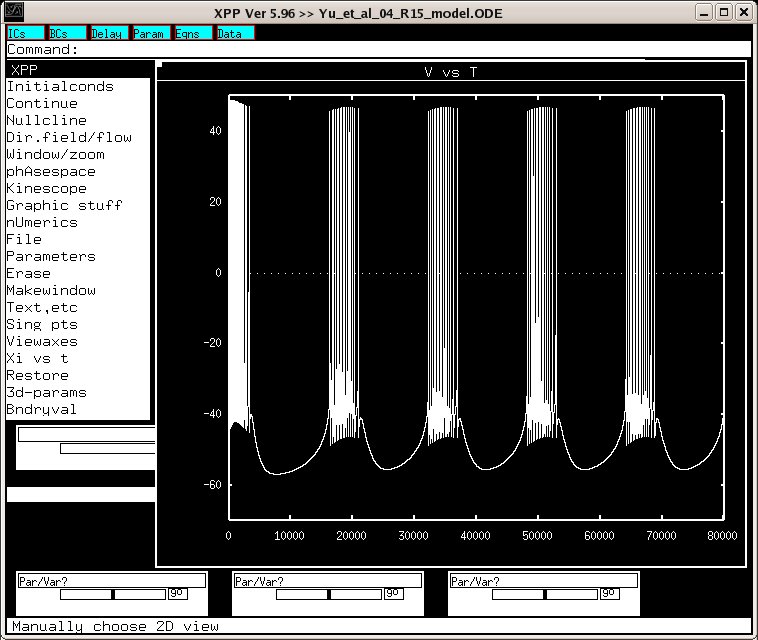 XPP Ver 5.96 >> Yu_et_al_04_R15_model.ODE
ICs BCs Delay Param Eqns Data
Command:
XPP
Initialconds
Continue
Nullcline
Dir.field/flow
Window/zoom
phAsespace
Kinescope
Graphic stuff
nUmerics
File
Parameters
Erase
Makewindow
Text,etc
Sing pts
Viewaxes
Xi vs t
Restore
3d-params
Bndryval
V vs T
40
20
0
-20
-40
-60
0 10000 20000 30000 40000 50000 60000 70000 80000
Par/Var? Par/Var? Par/Var?
go go go
Manually choose 2D view